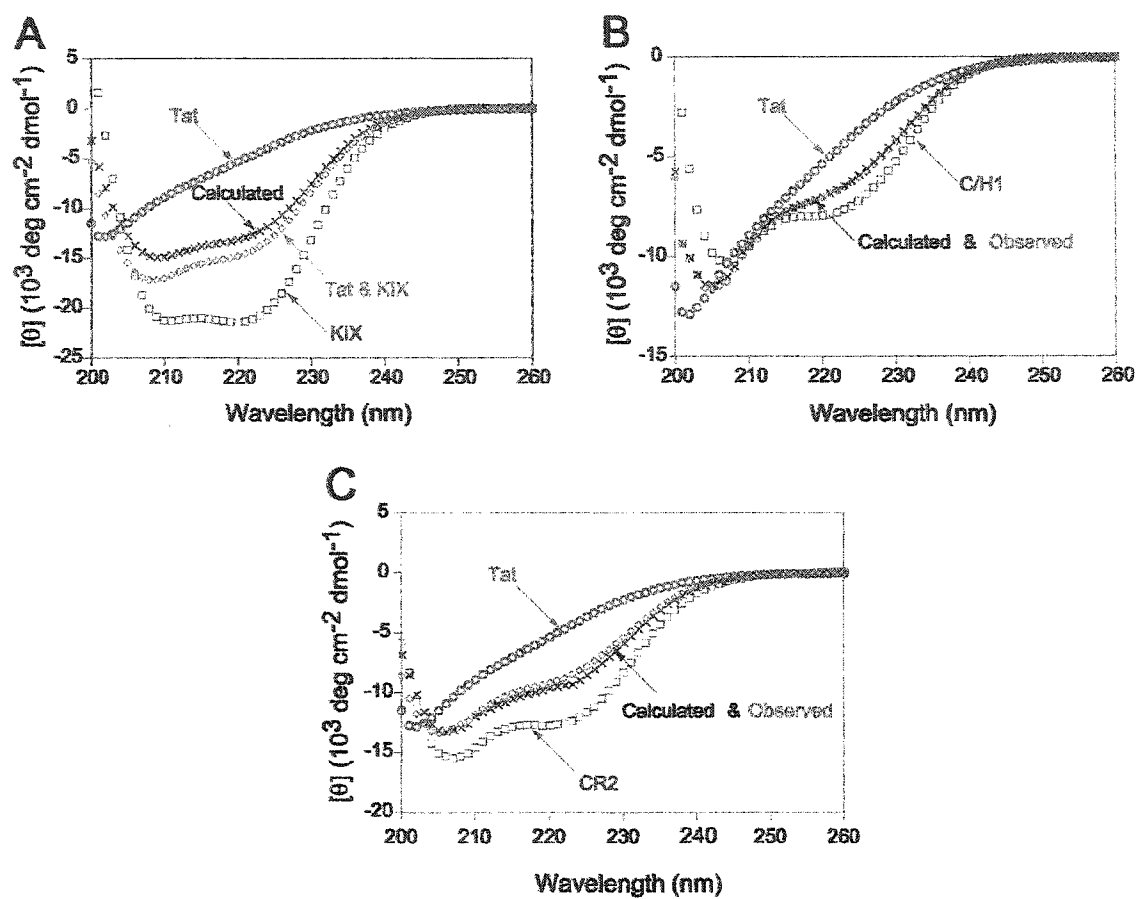 A
5
0
-5
-10
-15
-20
-25
200 210 220 230 240 250 260
[θ] (10³ deg cm⁻² dmol⁻¹)
Wavelength (nm)
Tat
Calculated
Tat & KIX
KIX
B
0
-5
-10
-15
200 210 220 230 240 250 260
[θ] (10³ deg cm⁻² dmol⁻¹)
Wavelength (nm)
Tat
C/H1
Calculated & Observed
C
5
0
-5
-10
-15
-20
200 210 220 230 240 250 260
[θ] (10³ deg cm⁻² dmol⁻¹)
Wavelength (nm)
Tat
Calculated & Observed
CR2